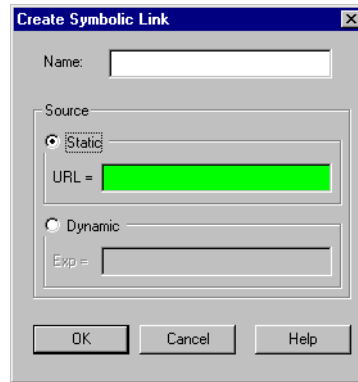 Create Symbolic Link
Name:
Source
Static
URL =
Dynamic
Exp =
OK Cancel Help